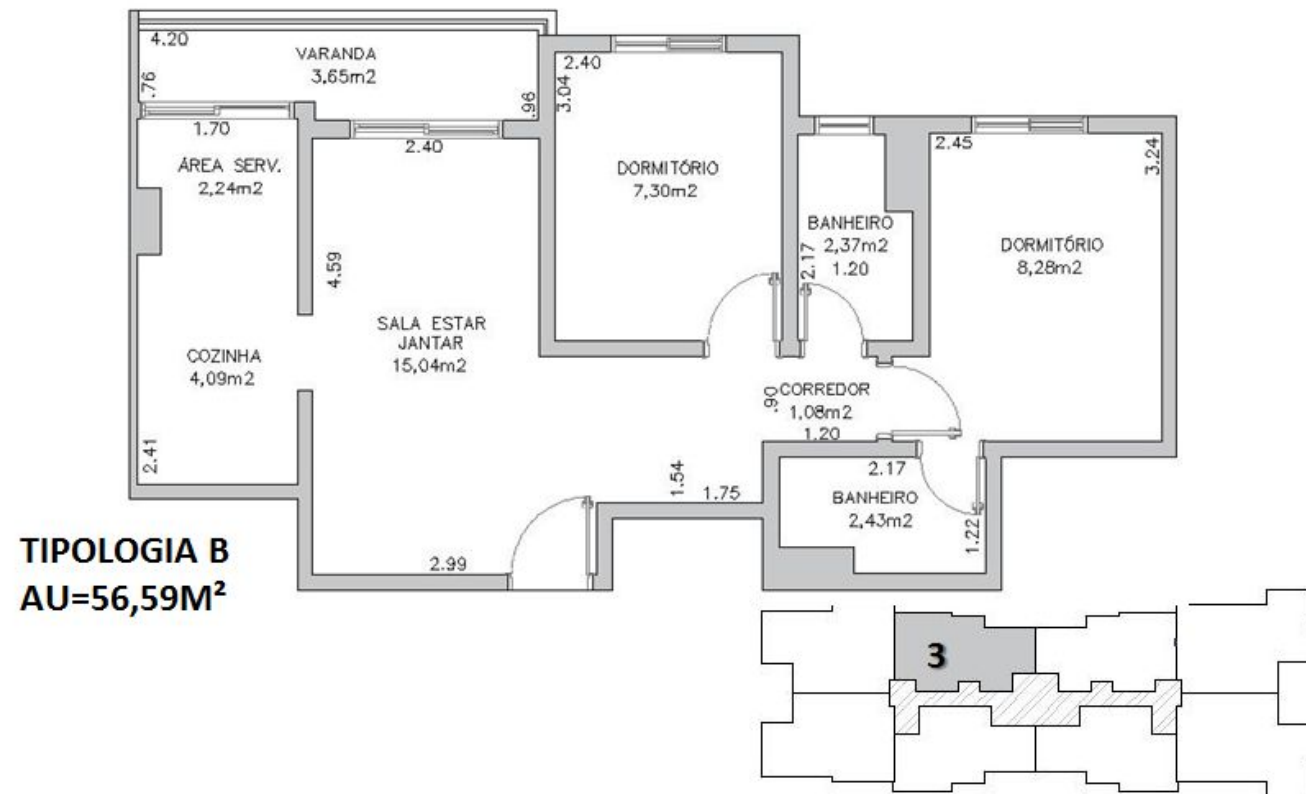 4.20
VARANDA
3,65m2
.76
.96
1.70
2.40
ÁREA SERV.
2,24m2
4.59
SALA ESTAR
JANTAR
15,04m2
COZINHA
4,09m2
2.41
2.99
1.54
1.75
2.40
3.04
DORMITÓRIO
7,30m2
BANHEIRO
2,37m2
1.20
2.17
2.45
3.24
DORMITÓRIO
8,28m2
.90
CORREDOR
1,08m2
1.20
2.17
BANHEIRO
2,43m2
1.22
TIPOLOGIA B
AU=56,59M²
3